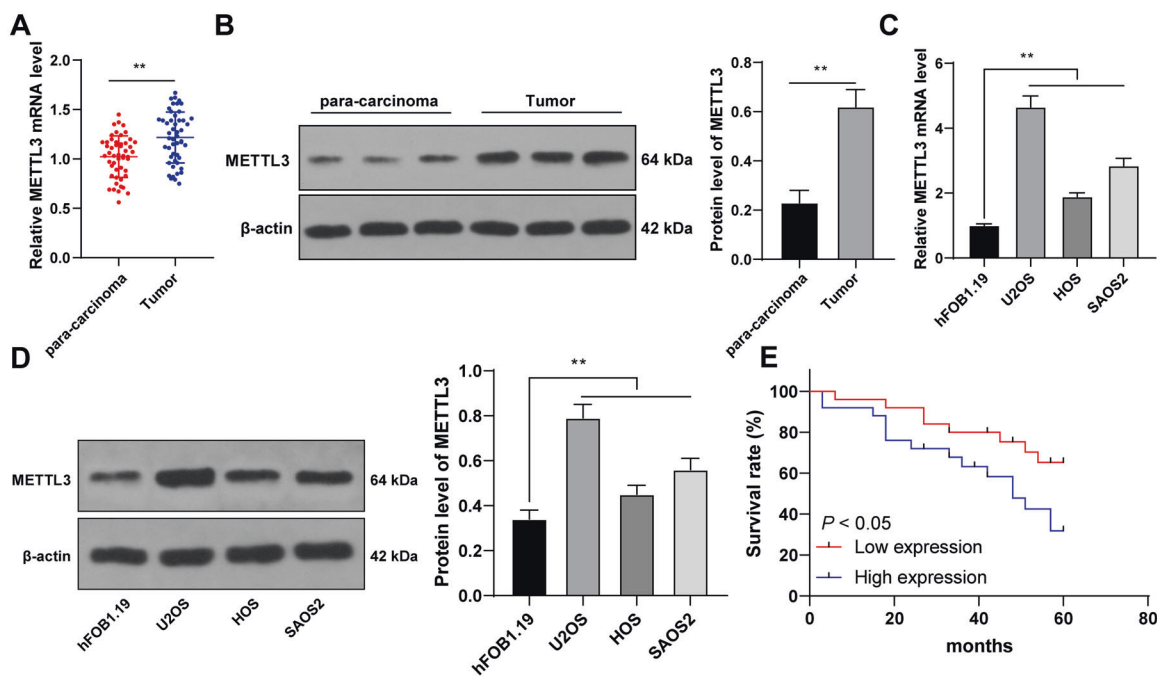 A
Relative METTL3 mRNA level
2.0
1.5
1.0
0.5
0.0
**
para-carcinoma
Tumor
B
para-carcinoma
Tumor
METTL3
64 kDa
β-actin
42 kDa
Protein level of METTL3
0.8
0.6
0.4
0.2
0.0
**
para-carcinoma
Tumor
C
Relative METTL3 mRNA level
6
4
2
0
**
hFOB1.19
U2OS
HOS
SAOS2
D
METTL3
64 kDa
β-actin
42 kDa
hFOB1.19
U2OS
HOS
SAOS2
Protein level of METTL3
1.0
0.8
0.6
0.4
0.2
0.0
**
hFOB1.19
U2OS
HOS
SAOS2
E
Survival rate (%)
100
80
60
40
20
0
P < 0.05
Low expression
High expression
0
20
40
60
80
months